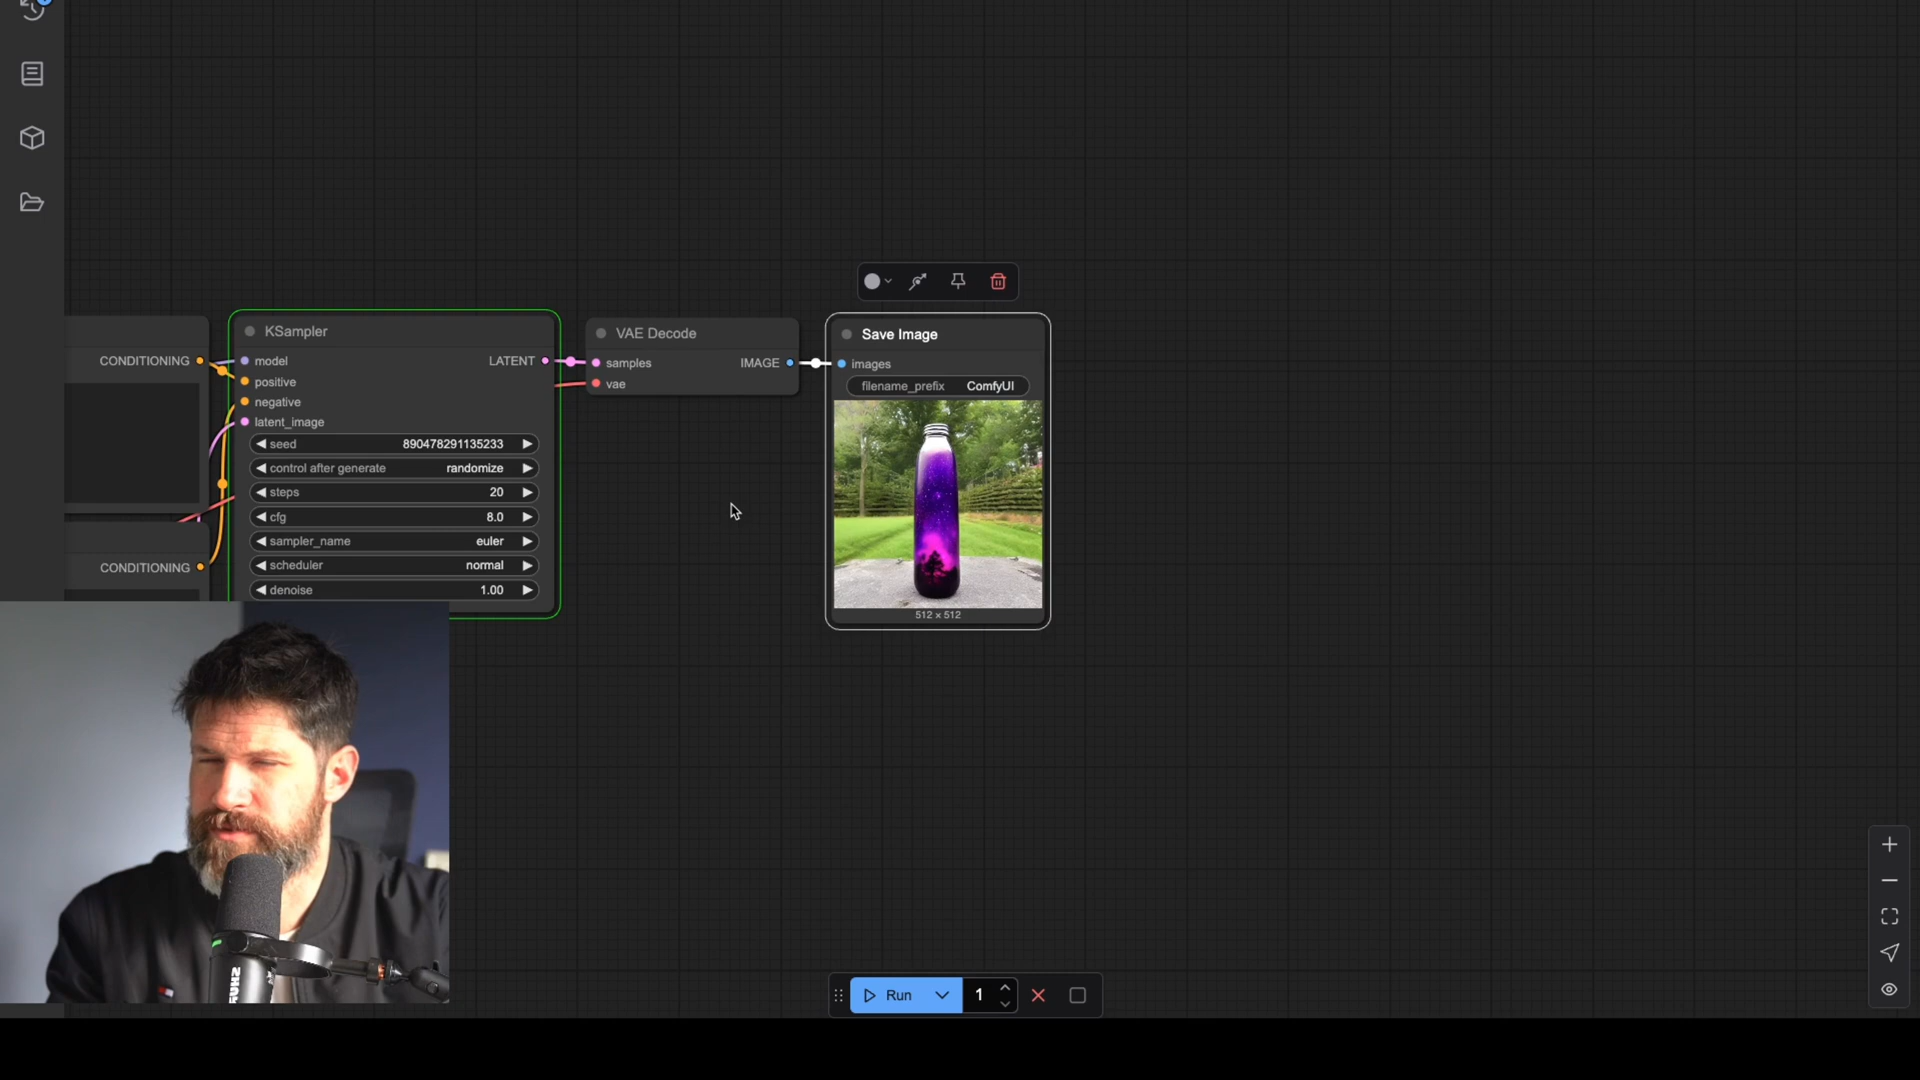 KSampler
VAE Decode
Save Image
CONDITIONING
model
LATENT
samples
IMAGE
images
positive
vae
filename_prefix
ComfyUI
negative
latent_image
seed
890478291135233
control after generate
randomize
steps
20
cfg
8.0
sampler_name
euler
CONDITIONING
scheduler
normal
denoise
1.00
512 × 512
SHURE
Run
1